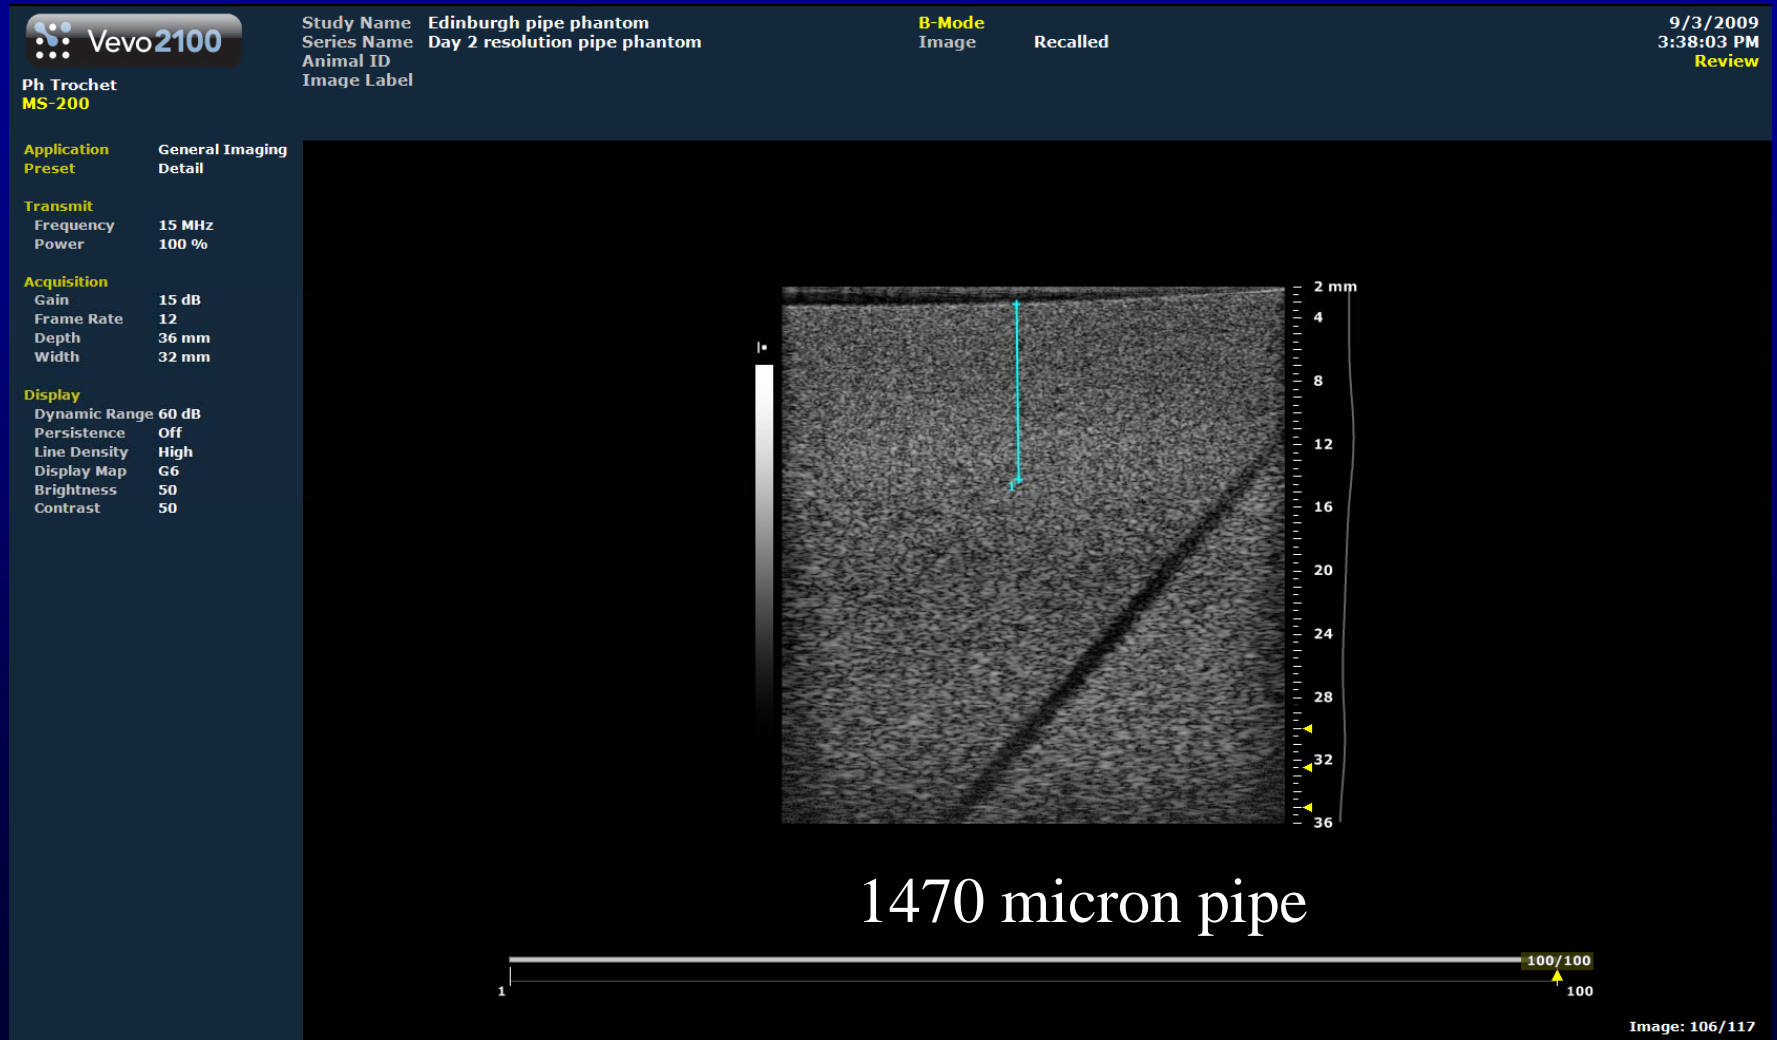 Vevo2100
Study Name Edinburgh pipe phantom
Series Name Day 2 resolution pipe phantom
Animal ID
Image Label
B-Mode
Image Recalled
9/3/2009
3:38:03 PM
Review
Ph Trochet
MS-200
Application General Imaging
Preset Detail
Transmit
Frequency 15 MHz
Power 100 %
Acquisition
Gain 15 dB
Frame Rate 12
Depth 36 mm
Width 32 mm
Display
Dynamic Range 60 dB
Persistence Off
Line Density High
Display Map G6
Brightness 50
Contrast 50
2 mm
4
8
12
1
16
20
24
28
32
36
1470 micron pipe
100/100
1
100
Image: 106/117